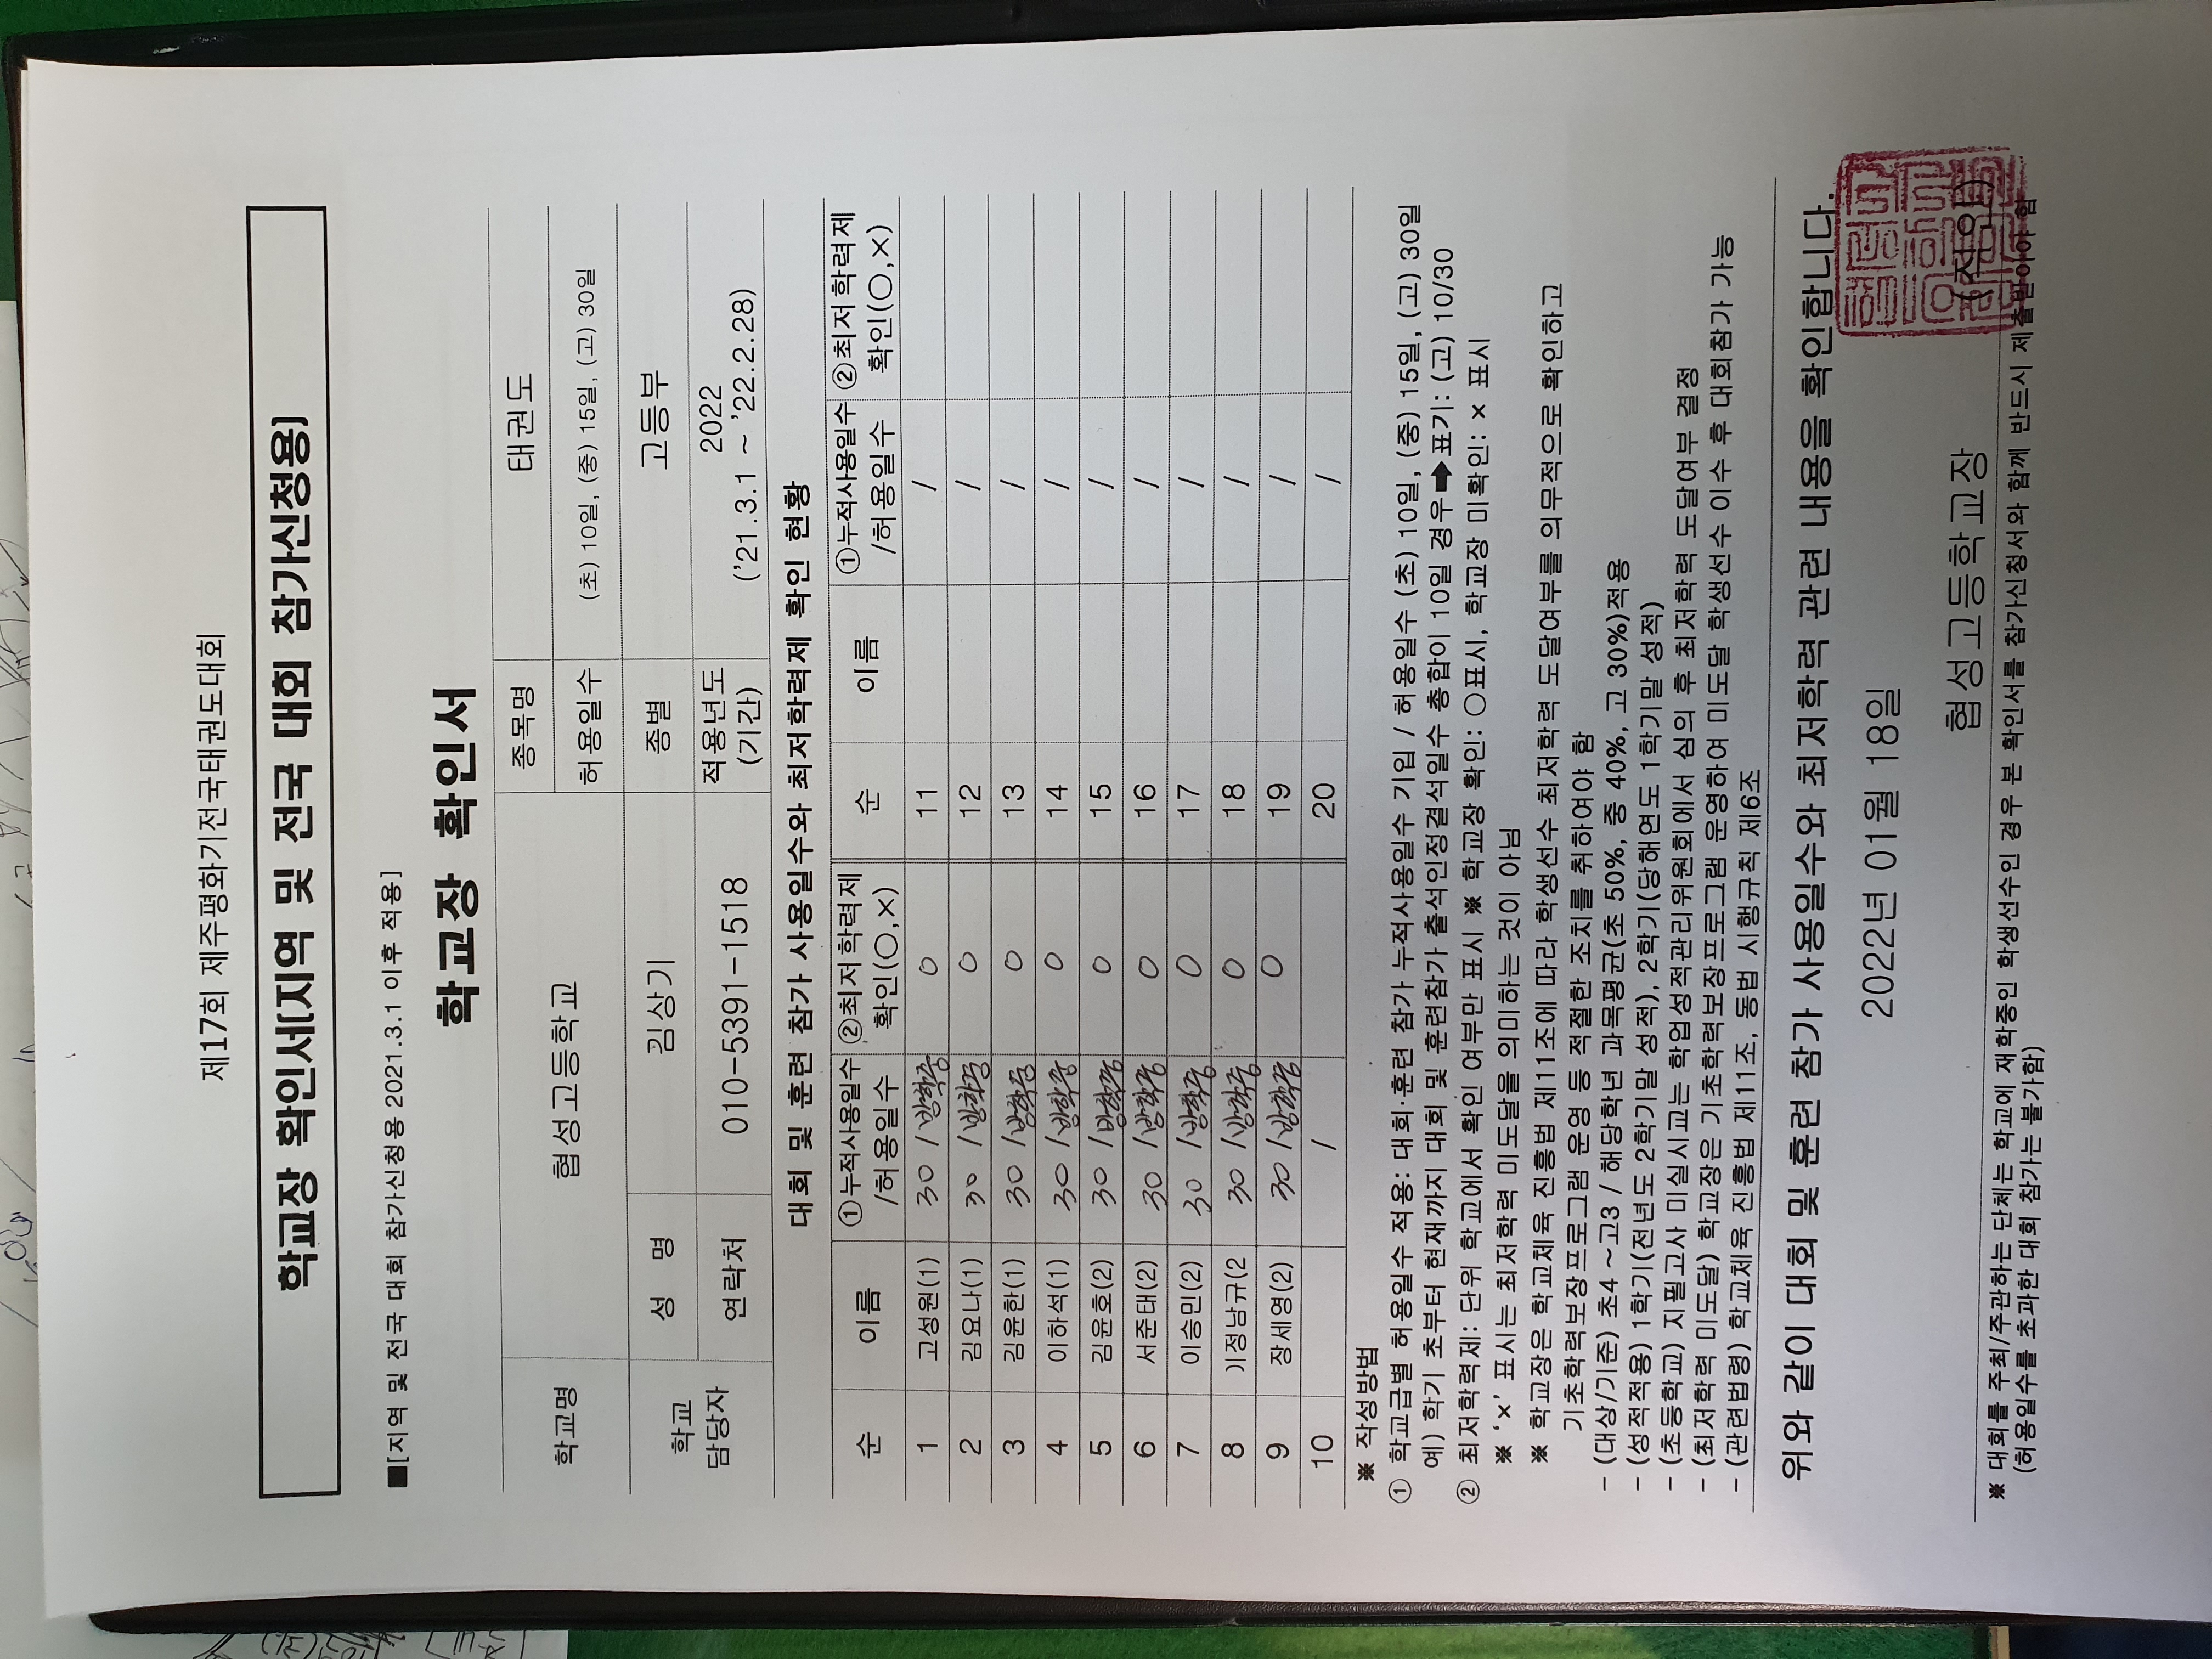 제17회 제주평화기전국태권도대회
학교장 확인서[지역 및 전국 대회 참가신청용]
■[지역 및 전국 대회 참가신청용 2021.3.1 이후 적용]
학교장 확인서
학교명 협성고등학교 종목명 태권도
허용일수 (초) 10일, (중) 15일, (고) 30일
학교 담당자 성 명 김상기 종별 고등부
연락처 010-5391-1518 적용년도 (기간) 2022 ('21.3.1 ~ '22.2.28)
대회 및 훈련 참가 사용일수와 최저학력제 확인 현황
순 이름 ①누적사용일수 /허용일수 ②최저학력제 확인(○,×) 순 이름 ①누적사용일수 /허용일수 ②최저학력제 확인(○,×)
1 고성원(1) 30 / 방학중 ○ 11 /
2 김요나(1) 30 / 방학중 ○ 12 /
3 김윤한(1) 30 / 방학중 ○ 13 /
4 이하석(1) 30 / 방학중 ○ 14 /
5 김윤호(2) 30 / 방학중 ○ 15 /
6 서준태(2) 30 / 방학중 ○ 16 /
7 이승민(2) 30 / 방학중 ○ 17 /
8 정남규(2 30 / 방학중 ○ 18 /
9 장세영(2) 30 / 방학중 ○ 19 /
10 / 20 /
※ 작성방법
① 학교급별 허용일수 적용: 대회·훈련 참가 누적사용일수 기입 / 허용일수 (초) 10일, (중) 15일, (고) 30일
예) 학기 초부터 현재까지 대회 및 훈련참가 출석인정결석일수 총합이 10일 경우 ➡표기: (고) 10/30
② 최저학력제: 단위 학교에서 확인 여부만 표시 ※ 학교장 확인: ○표시, 학교장 미확인: × 표시
※ '×' 표시는 최저학력 미도달을 의미하는 것이 아님
※ 학교장은 학교체육 진흥법 제11조에 따라 학생선수 최저학력 도달여부를 의무적으로 확인하고
기초학력보장프로그램 운영 등 적절한 조치를 취하여야 함
- (대상/기준) 초4 ~고3 / 해당학년 과목평균(초 50%, 중 40%, 고 30%)적용
- (성적적용) 1학기(전년도 2학기말 성적), 2학기(당해연도 1학기말 성적)
- (초등학교) 지필고사 미실시교는 학업성적관리위원회에서 심의 후 최저학력 도달여부 결정
- (최저학력 미도달) 학교장은 기초학력보장프로그램 운영하여 미도달 학생선수 이수 후 대회참가 가능
- (관련법령) 학교체육 진흥법 제11조, 동법 시행규칙 제6조
위와 같이 대회 및 훈련 참가 사용일수와 최저학력 관련 내용을 확인합니다.
2022년 01월 18일
협성고등학교장 (직인)
※ 대회를 주최/주관하는 단체는 학교에 재학중인 학생선수인 경우 본 확인서를 참가신청서와 함께 반드시 제출받아야 함
(허용일수를 초과한 대회 참가는 불가함)